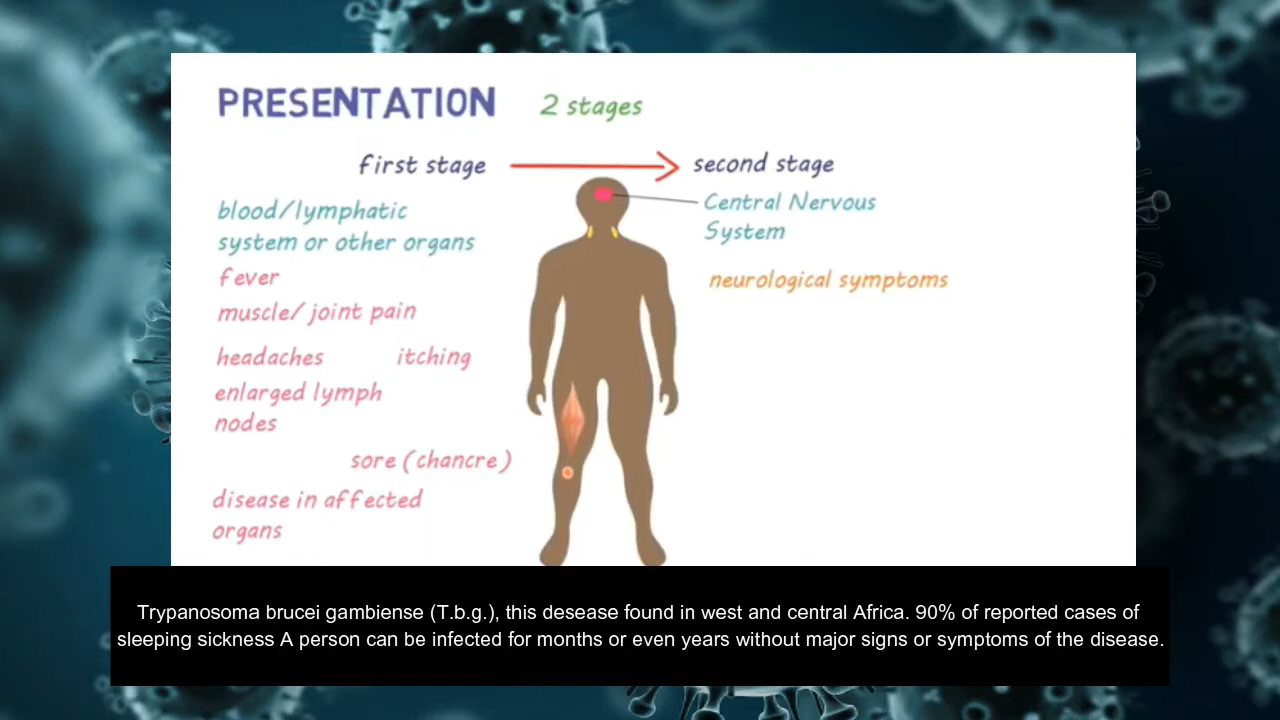 PRESENTATION 2 stages
first stage second stage
blood/lymphatic
system or other organs
Central Nervous
System
fever
neurological symptoms
muscle/ joint pain
headaches itching
enlarged lymph
nodes
sore (chancre)
disease in affected
organs
Trypanosoma brucei gambiense (T.b.g.), this desease found in west and central Africa. 90% of reported cases of
sleeping sickness A person can be infected for months or even years without major signs or symptoms of the disease.